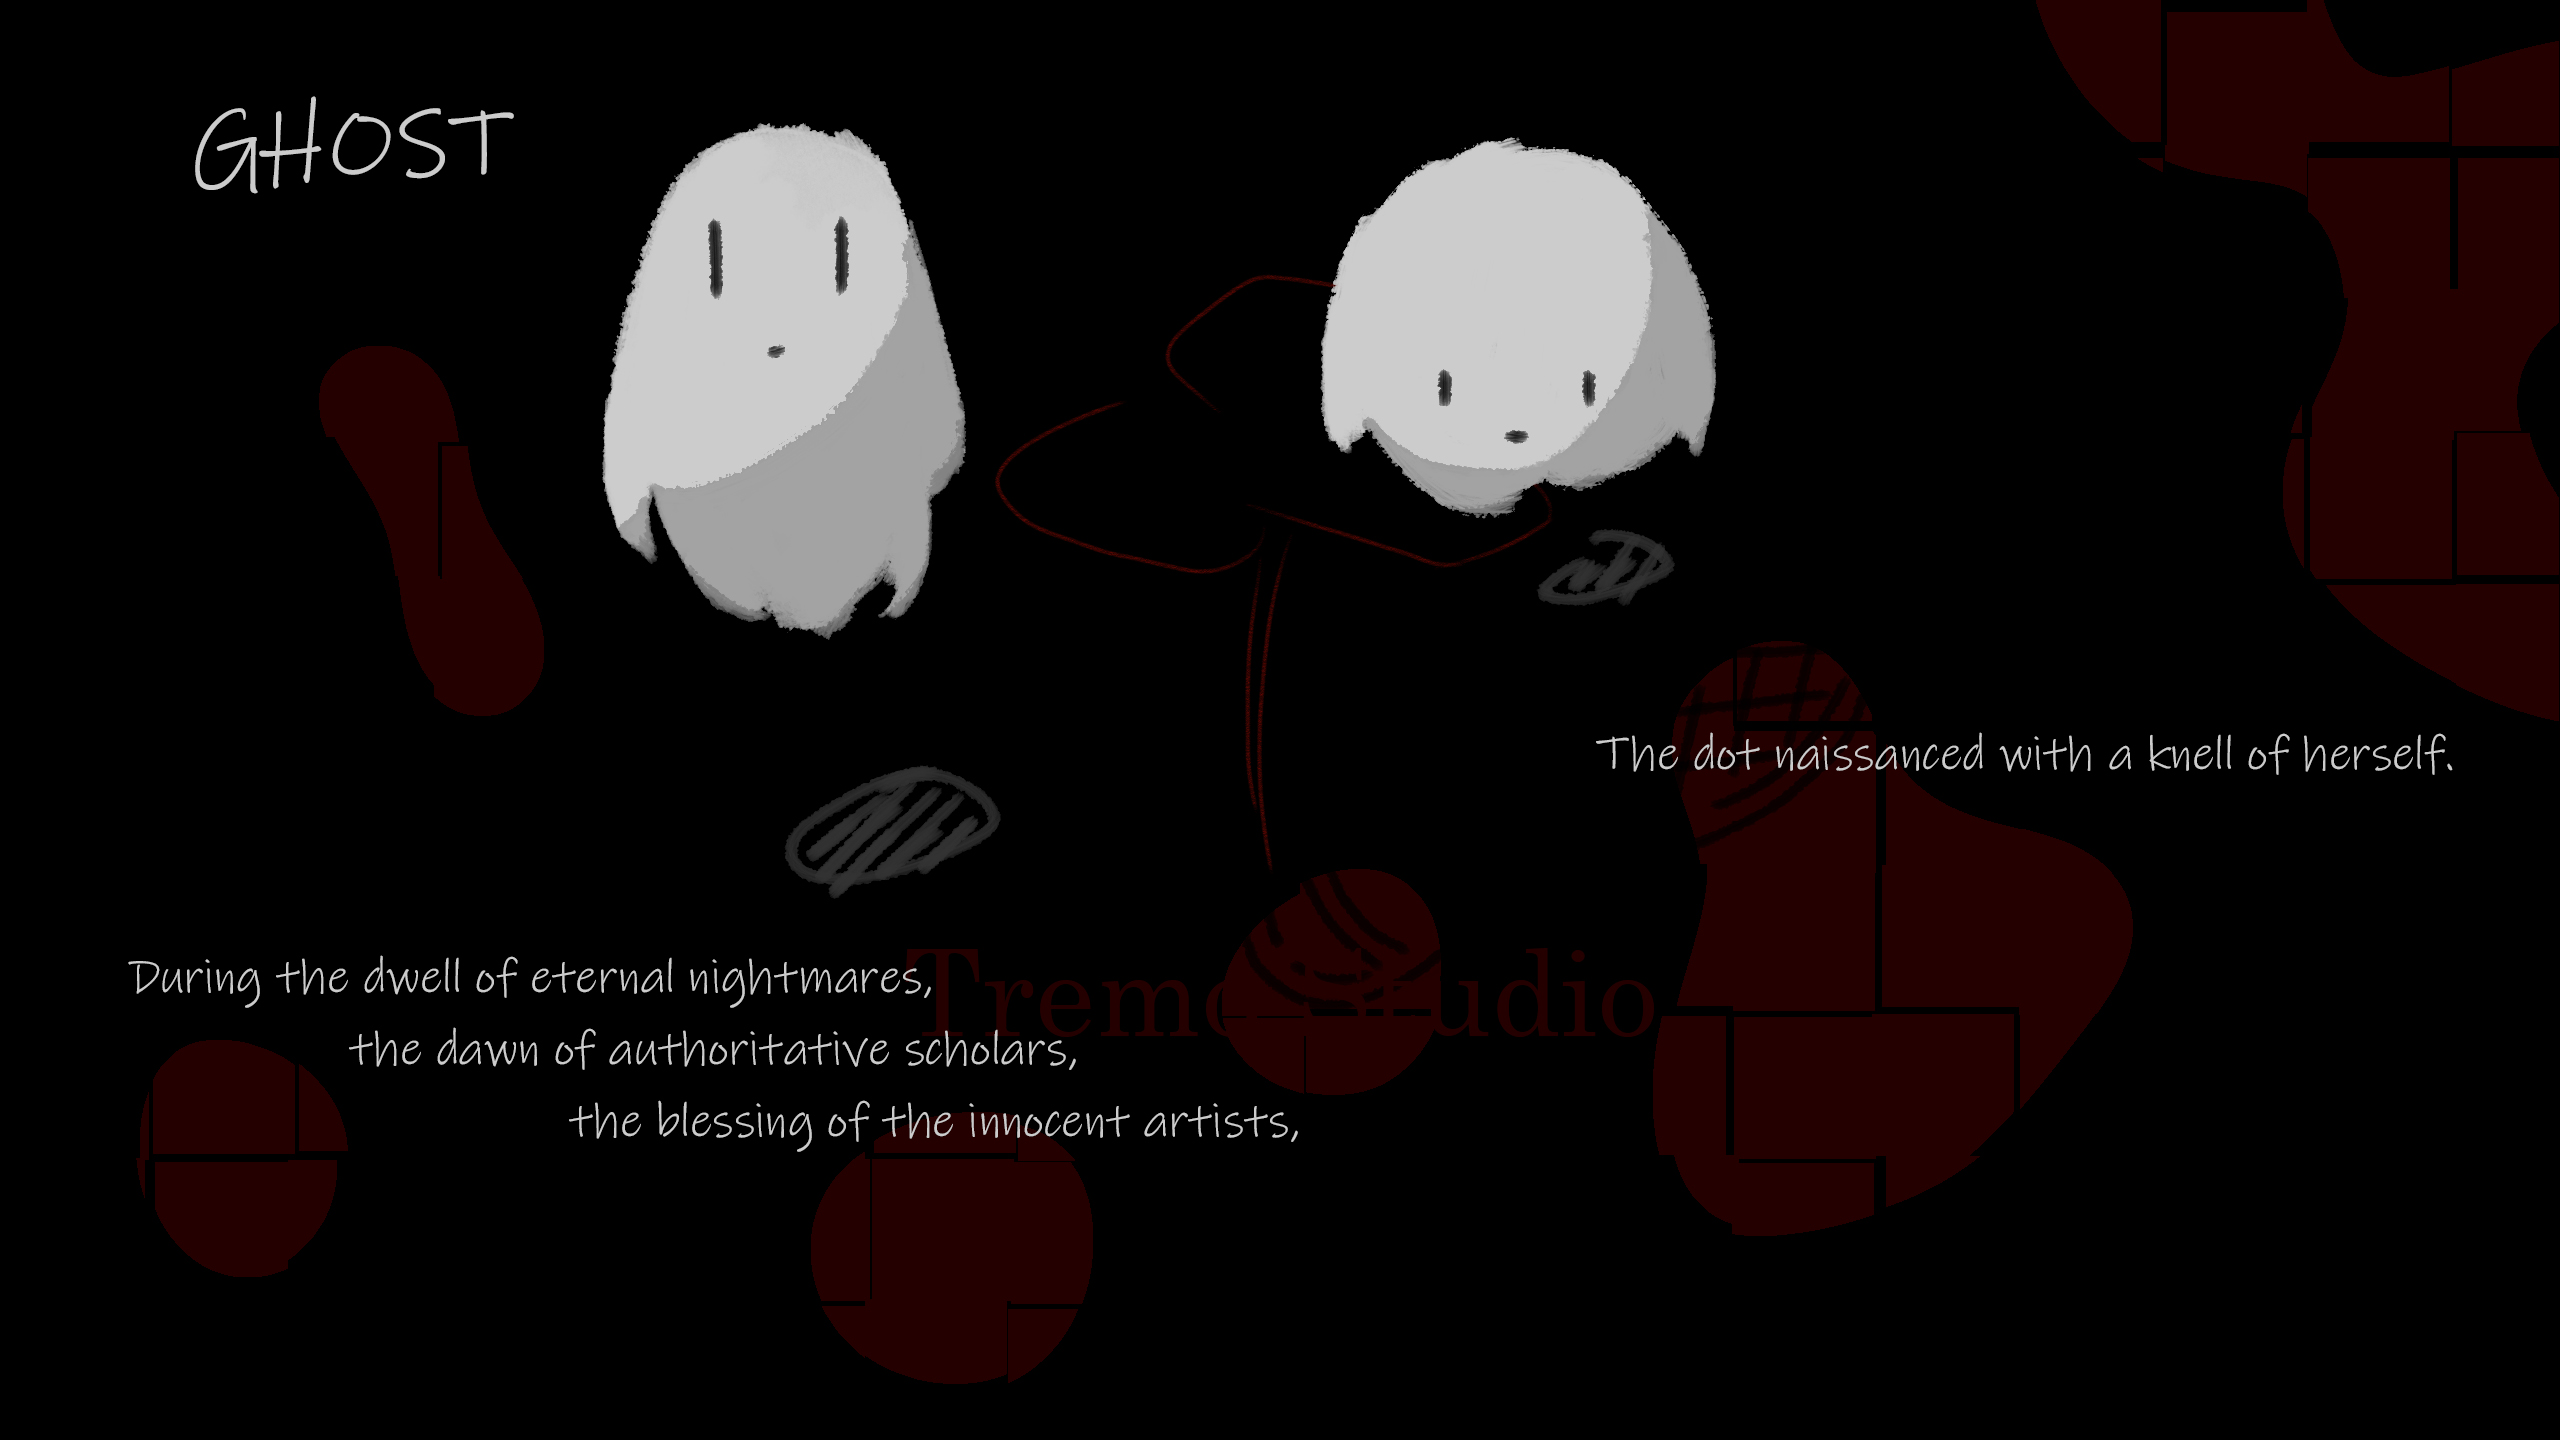 GHOST
The dot naissanced with a knell of herself.
During the dwell of eternal nightmares,
the dawn of authoritative scholars,
the blessing of the innocent artists,